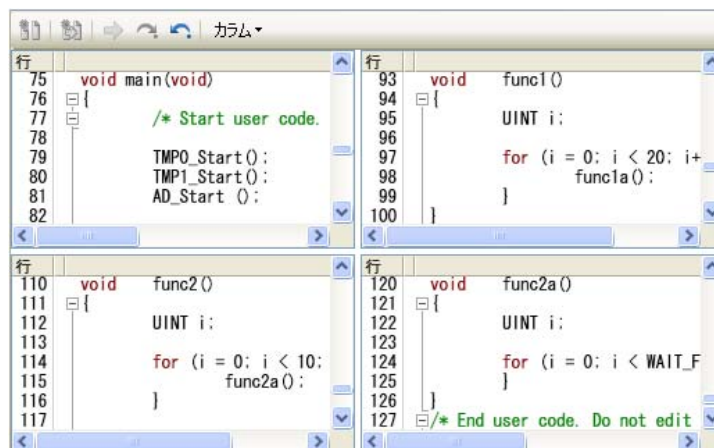 カラム
行
75 void main(void)
76 {
77 /* Start user code.
78
79 TMP0_Start();
80 TMP1_Start();
81 AD_Start ();
82
行
93 void func1()
94 {
95 UINT i;
96
97 for (i = 0; i < 20; i+
98 func1a();
99 }
100 }
行
110 void func2()
111 {
112 UINT i;
113
114 for (i = 0; i < 10;
115 func2a();
116 }
117
行
120 void func2a()
121 {
122 UINT i;
123
124 for (i = 0; i < WAIT_F
125 }
126 }
127 /* End user code. Do not edit